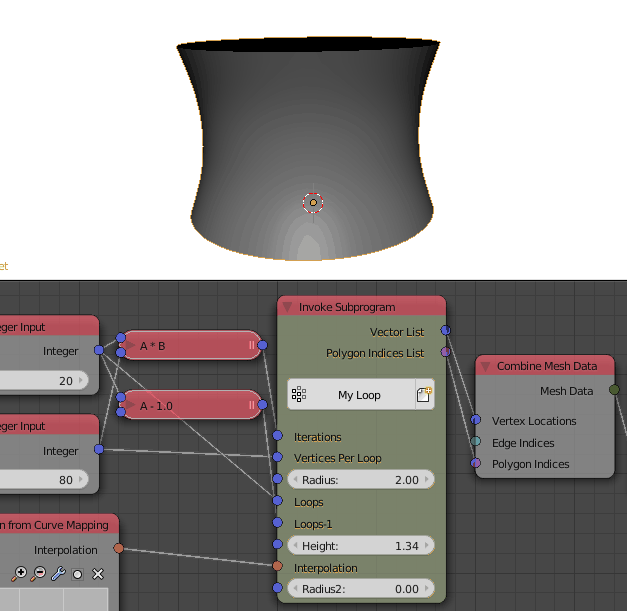 et
Invoke Subprogram
eger Input
A * B
Vector List
Integer
Polygon Indices List
Combine Mesh Data
20
My Loop
Mesh Data
A - 1.0
eger Input
Vertex Locations
Iterations
Edge Indices
Integer
Vertices Per Loop
Polygon Indices
80
Radius: 2.00
Loops
n from Curve Mapping
Loops-1
Interpolation
Height: 1.34
Interpolation
Radius2: 0.00